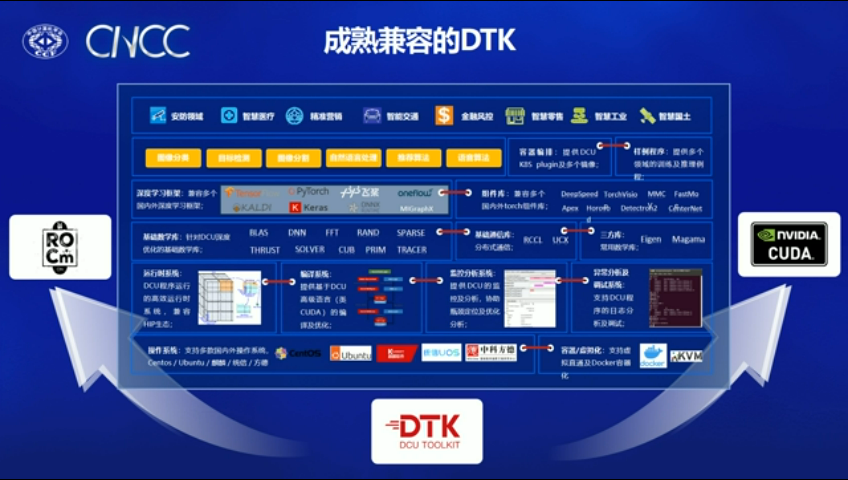 CCF
CNCC
成熟兼容的DTK
安防领域
智慧医疗
精准营销
智能交通
金融风控
智慧零售
智慧工业
智慧国土
图像分类
目标检测
图像分割
自然语言处理
推荐算法
语音算法
容器编排：提供DCU
K8S plugin及多个镜像；
样例程序：提供多个
领域的训练及推理例
程；
深度学习框架：兼容多个
国内外深度学习框架；
Tensor
PyTorch
飞桨
oneflow
KALDI
Keras
ONNX
MIGraphX
组件库：兼容多个
国内外torch组件库；
DeepSpeed
TorchVisio
MMC
FastMo
Apex
Horovo
d
Detectron2
CenterNet
基础数学库：针对DCU深度
优化的基础数学库；
BLAS
DNN
FFT
RAND
SPARSE
THRUST
SOLVER
CUB
PRIM
TRACER
基础通信库：
分布式通信；
RCCL
UCX
三方库：
常用数学库；
Eigen
Magama
运行时系统：
DCU程序运行
的高效运行时
系统，兼容
HIP生态；
编译系统：
提供基于DCU
高级语言（类
CUDA）的编
译及优化；
监控分析系统：
提供DCU的监
控及分析，协助
瓶颈定位及优化
分析；
异常分析及
调试系统：
支持DCU程
序的日志分
析及调试；
操作系统：支持多数国内外操作系统，
Centos / Ubuntu / 麒麟 / 统信 / 方德
CentOS
Ubuntu
统信UOS
中科方德
容器/虚拟化：支持虚
拟直通及Docker容器
化
docker
KVM
ROCm
NVIDIA.
CUDA.
DTK
DCU TOOLKIT